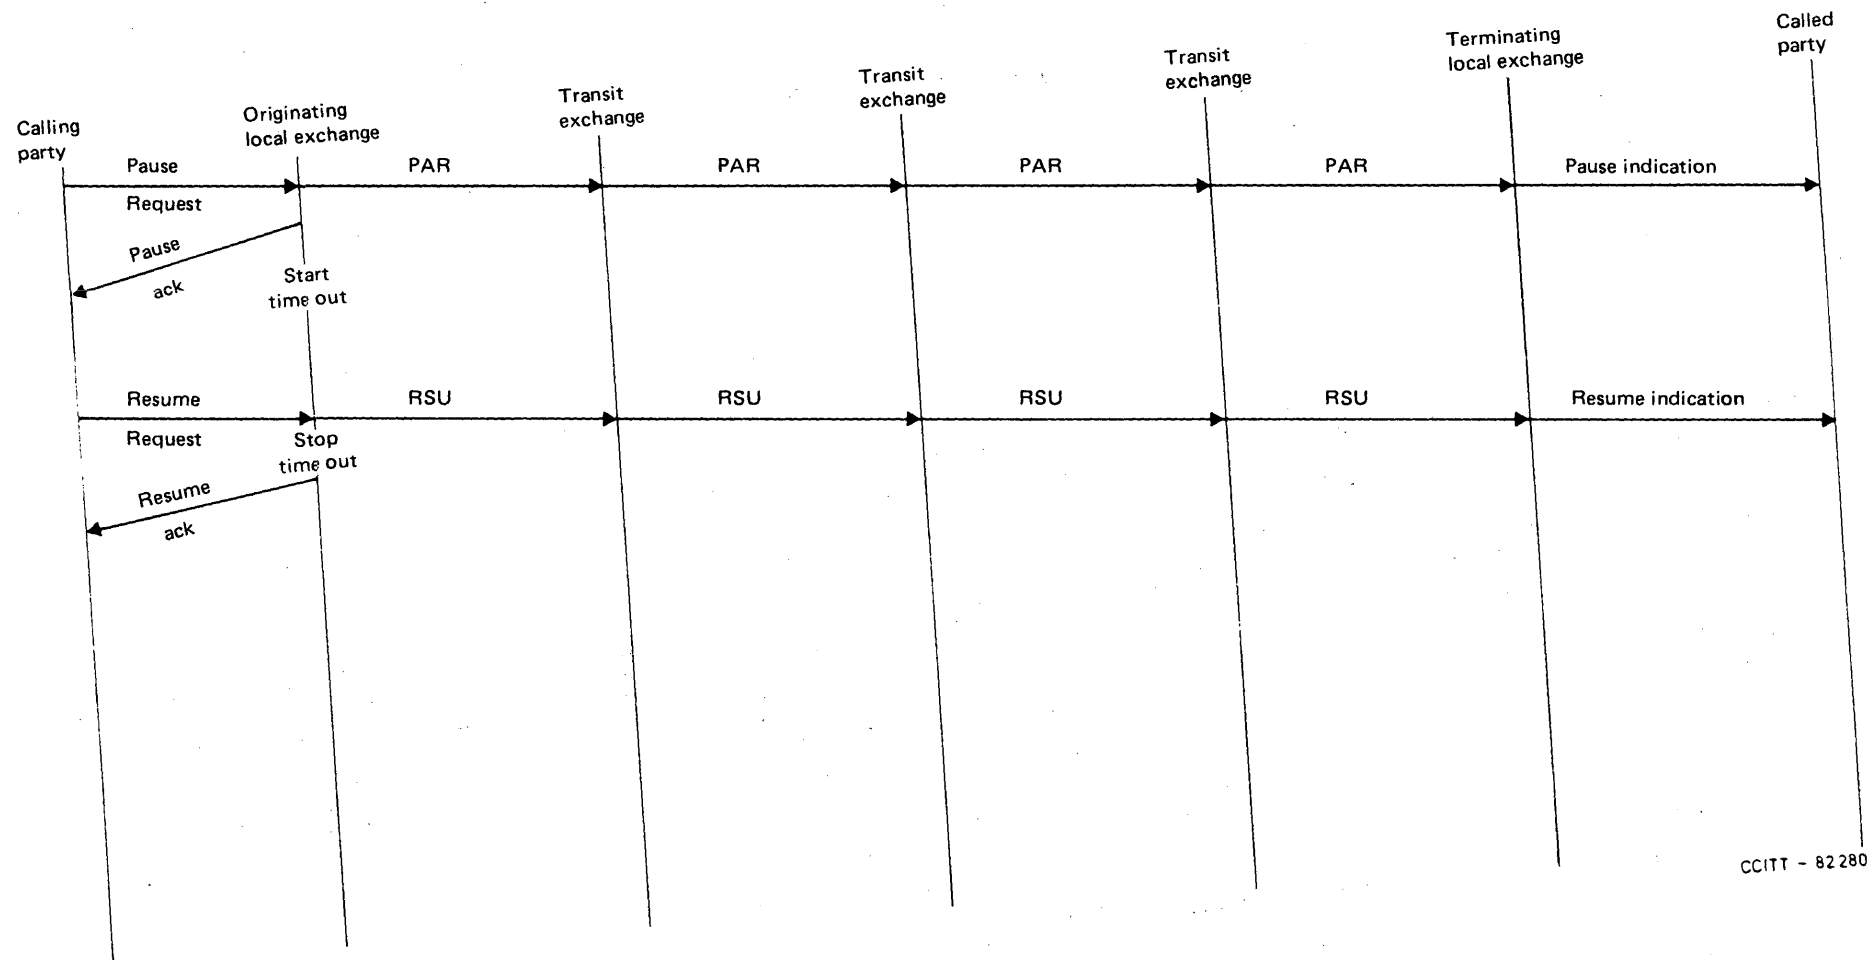 Calling
party
Originating
local exchange
Transit
exchange
Transit
exchange
Transit
exchange
Terminating
local exchange
Called
party
Pause
Request
PAR
PAR
PAR
PAR
Pause indication
Pause
ack
Start
time out
Resume
Request
RSU
RSU
RSU
RSU
Resume indication
Stop
time out
Resume
ack
CCITT - 82 280